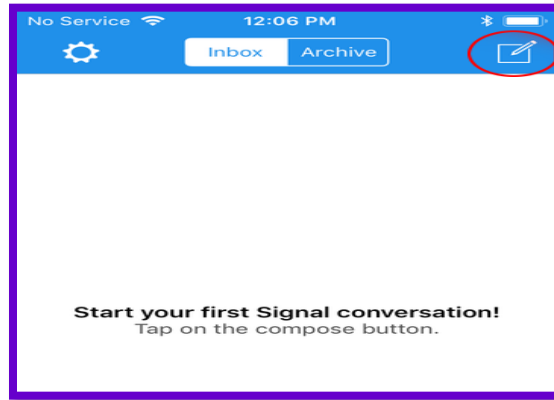 No Service 12:06 PM
Inbox Archive
Start your first Signal conversation!
Tap on the compose button.